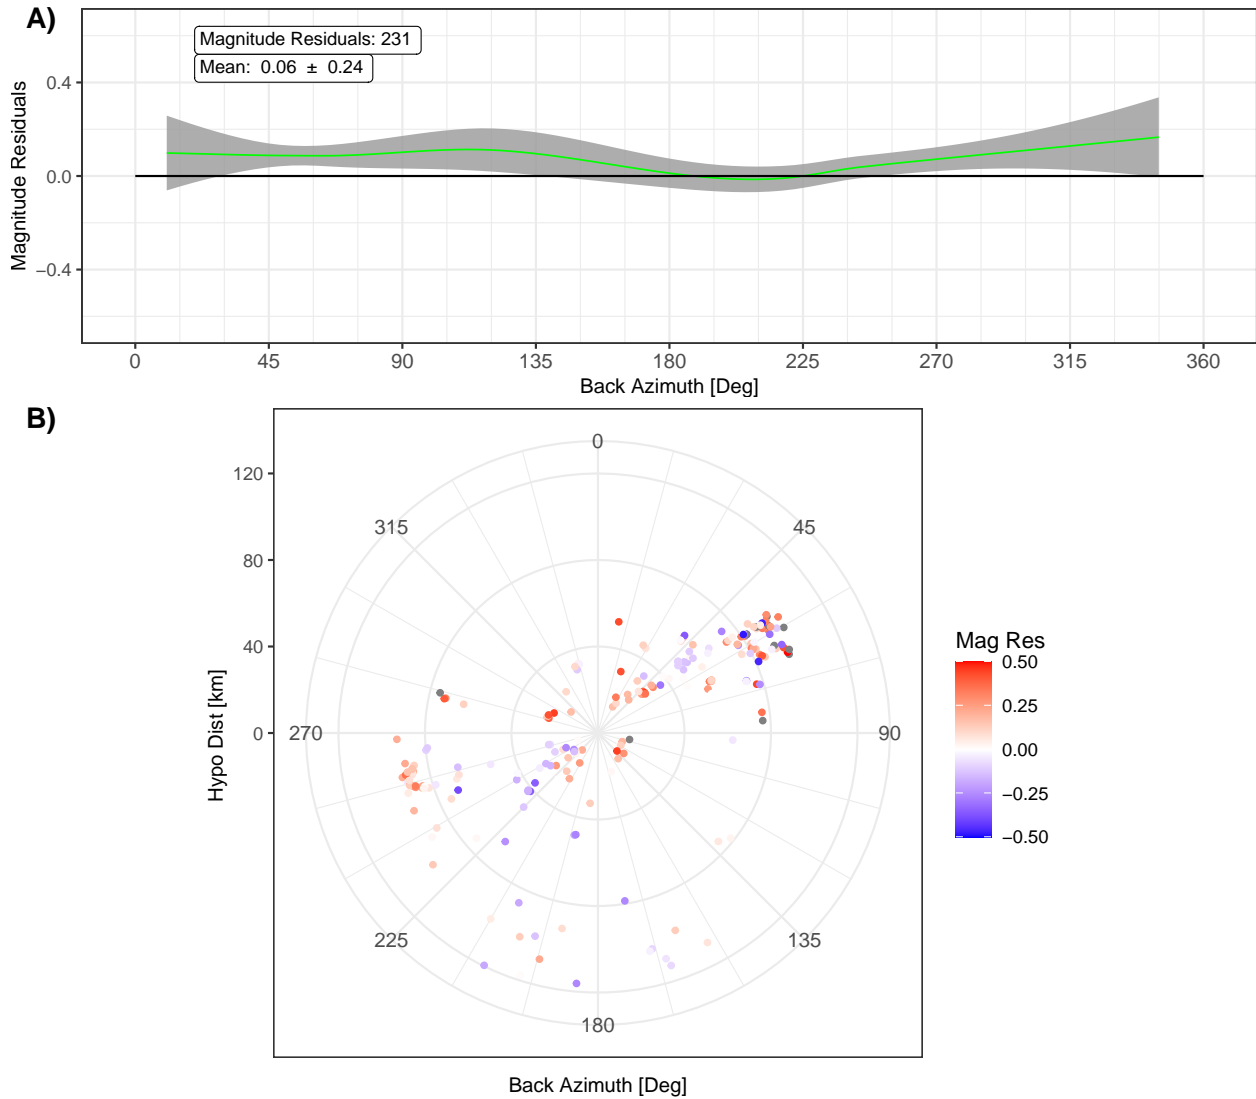 A)
Magnitude Residuals: 231
Mean:  0.06  ±  0.24
Magnitude Residuals
0.4
0.0
−0.4
0 45 90 135 180 225 270 315 360
Back Azimuth [Deg]
B)
Hypo Dist [km]
120
80
40
0
0
45
90
135
180
225
270
315
Back Azimuth [Deg]
Mag Res
0.50
0.25
0.00
−0.25
−0.50